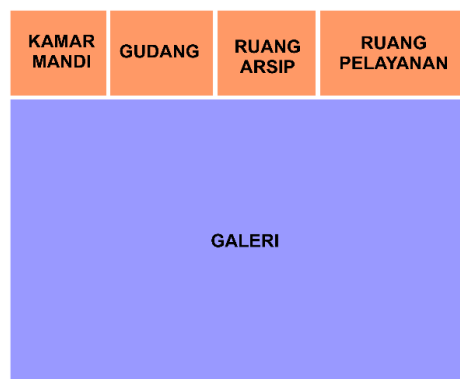 KAMAR
MANDI
GUDANG
RUANG
ARSIP
RUANG
PELAYANAN
GALERI